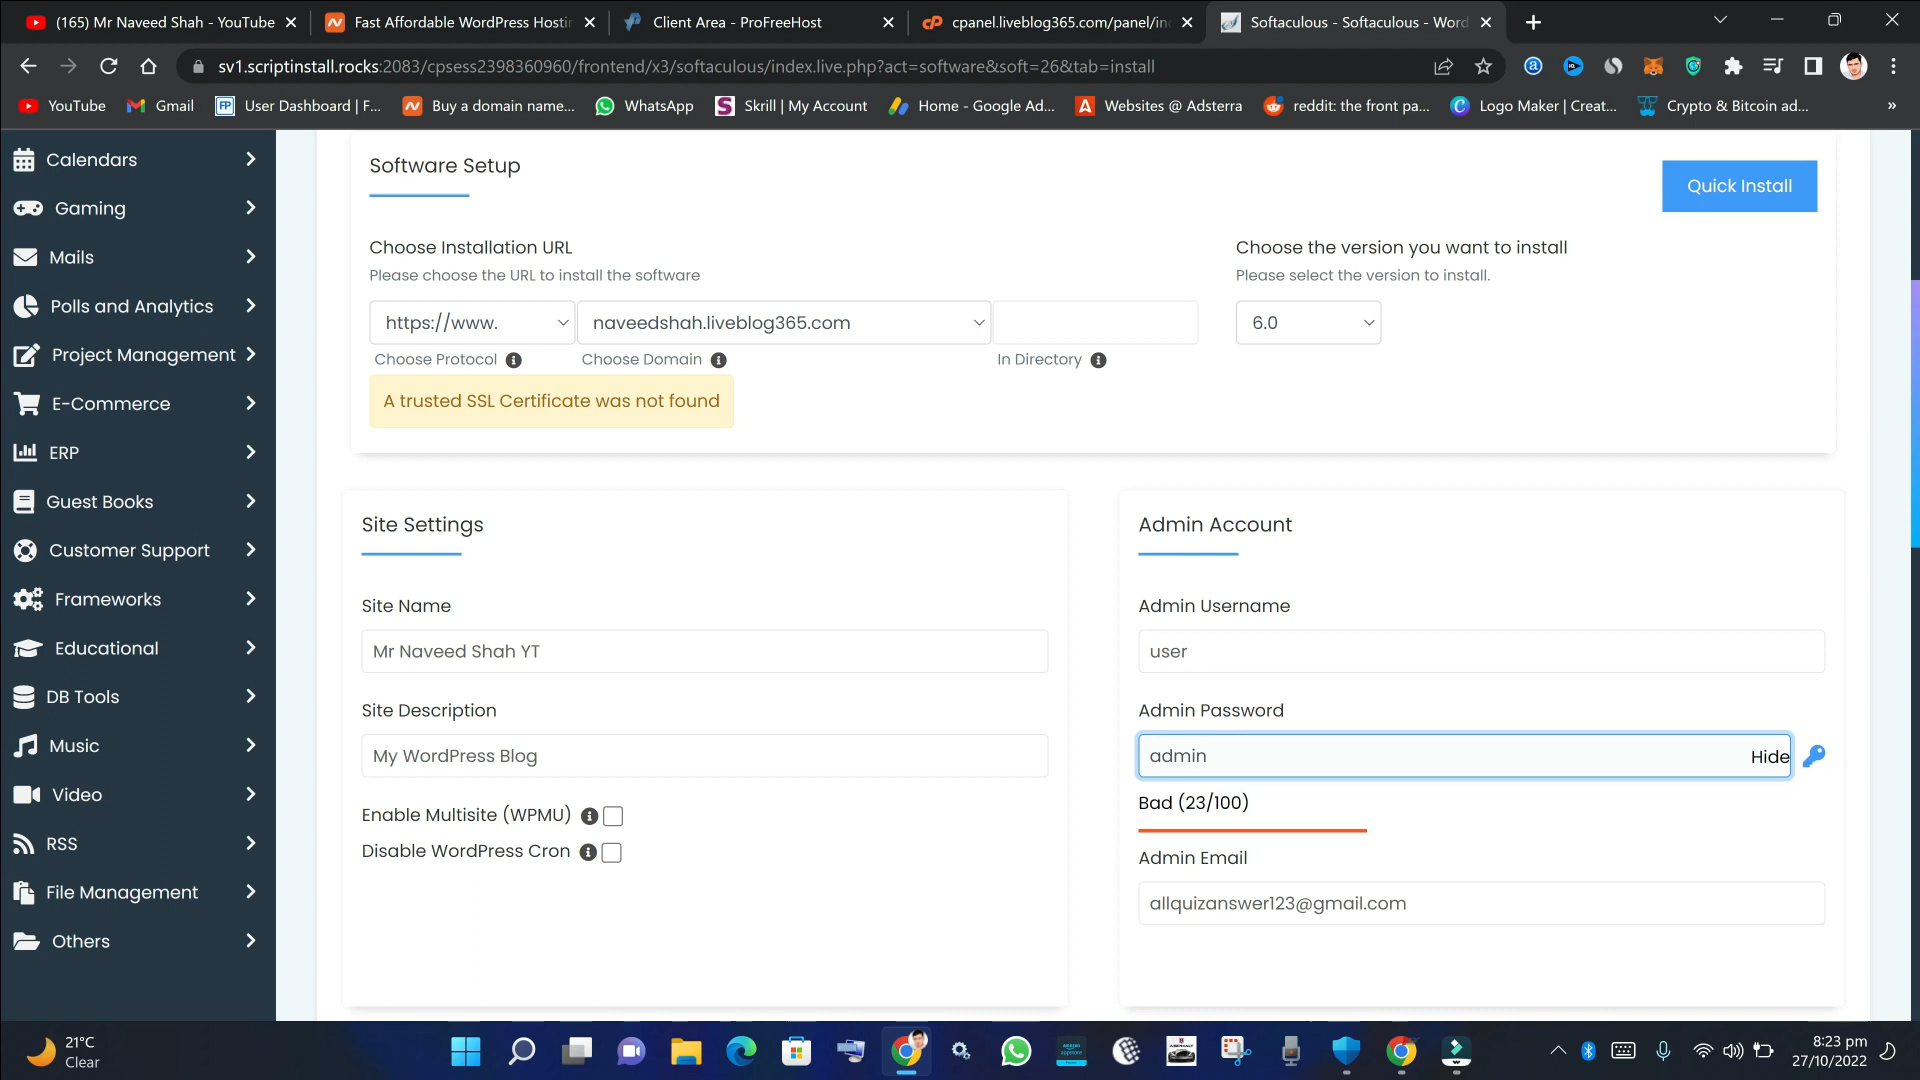 (165) Mr Naveed Shah - YouTube
Fast Affordable WordPress Hostin
Client Area - ProFreeHost
cpanel.liveblog365.com/panel/in
Softaculous - Softaculous - Word
sv1.scriptinstall.rocks:2083/cpsess2398360960/frontend/x3/softaculous/index.live.php?act=software&soft=26&tab=install
YouTube
Gmail
User Dashboard | F...
Buy a domain name...
WhatsApp
Skrill | My Account
Home - Google Ad...
Websites @ Adsterra
reddit: the front pa...
Logo Maker | Creat...
Crypto & Bitcoin ad...
»
Calendars
Gaming
Mails
Polls and Analytics
Project Management
E-Commerce
ERP
Guest Books
Customer Support
Frameworks
Educational
DB Tools
Music
Video
RSS
File Management
Others
Software Setup
Quick Install
Choose Installation URL
Please choose the URL to install the software
https://www.
naveedshah.liveblog365.com
Choose Protocol
Choose Domain
In Directory
A trusted SSL Certificate was not found
Choose the version you want to install
Please select the version to install.
6.0
Site Settings
Site Name
Mr Naveed Shah YT
Site Description
My WordPress Blog
Enable Multisite (WPMU)
Disable WordPress Cron
Admin Account
Admin Username
user
Admin Password
admin
Hide
Bad (23/100)
Admin Email
allquizanswer123@gmail.com
21°C
Clear
8:23 pm
27/10/2022